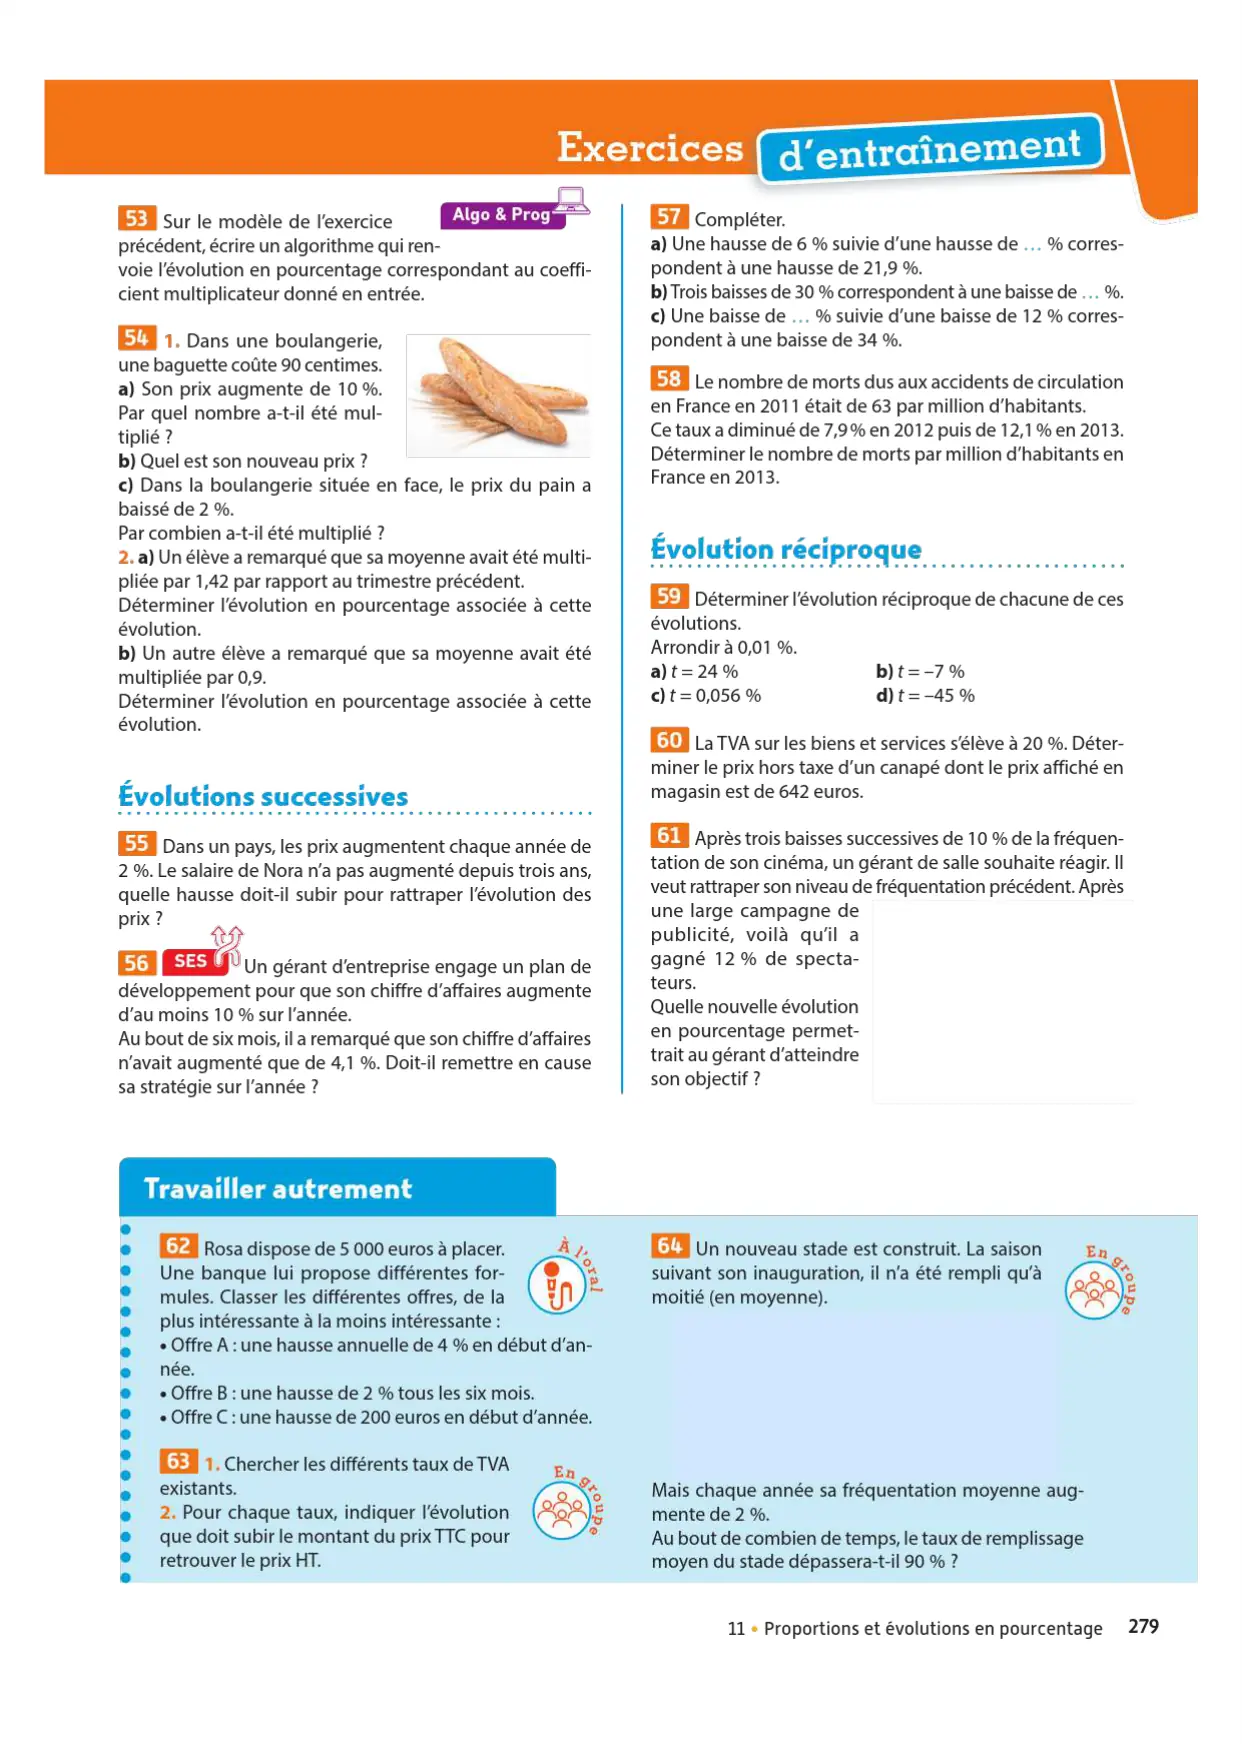 Exercices d'entraînement
53 Sur le modèle de l'exercice
Algo & Prog
précédent, écrire un algorithme qui ren-
voie l'évolution en pourcentage correspondant au coeffi-
cient multiplicateur donné en entrée.
54 1. Dans une boulangerie,
une baguette coûte 90 centimes.
a) Son prix augmente de 10 %.
Par quel nombre a-t-il été mul-
tiplié ?
b) Quel est son nouveau prix ?
c) Dans la boulangerie située en face, le prix du pain a
baissé de 2 %.
Par combien a-t-il été multiplié ?
2. a) Un élève a remarqué que sa moyenne avait été multi-
pliée par 1,42 par rapport au trimestre précédent.
Déterminer l'évolution en pourcentage associée à cette
évolution.
b) Un autre élève a remarqué que sa moyenne avait été
multipliée par 0,9.
Déterminer l'évolution en pourcentage associée à cette
évolution.
Évolutions successives
55 Dans un pays, les prix augmentent chaque année de
2 %. Le salaire de Nora n'a pas augmenté depuis trois ans,
quelle hausse doit-il subir pour rattraper l'évolution des
prix ?
56 SES Un gérant d'entreprise engage un plan de
développement pour que son chiffre d'affaires augmente
d'au moins 10 % sur l'année.
Au bout de six mois, il a remarqué que son chiffre d'affaires
n'avait augmenté que de 4,1 %. Doit-il remettre en cause
sa stratégie sur l'année ?
57 Compléter.
a) Une hausse de 6 % suivie d'une hausse de … % corres-
pondent à une hausse de 21,9 %.
b) Trois baisses de 30 % correspondent à une baisse de … %.
c) Une baisse de … % suivie d'une baisse de 12 % corres-
pondent à une baisse de 34 %.
58 Le nombre de morts dus aux accidents de circulation
en France en 2011 était de 63 par million d'habitants.
Ce taux a diminué de 7,9 % en 2012 puis de 12,1 % en 2013.
Déterminer le nombre de morts par million d'habitants en
France en 2013.
Évolution réciproque
59 Déterminer l'évolution réciproque de chacune de ces
évolutions.
Arrondir à 0,01 %.
a) t = 24 % b) t = –7 %
c) t = 0,056 % d) t = –45 %
60 La TVA sur les biens et services s'élève à 20 %. Déter-
miner le prix hors taxe d'un canapé dont le prix affiché en
magasin est de 642 euros.
61 Après trois baisses successives de 10 % de la fréquen-
tation de son cinéma, un gérant de salle souhaite réagir. Il
veut rattraper son niveau de fréquentation précédent. Après
une large campagne de
publicité, voilà qu'il a
gagné 12 % de specta-
teurs.
Quelle nouvelle évolution
en pourcentage permet-
trait au gérant d'atteindre
son objectif ?
Travailler autrement
62 Rosa dispose de 5 000 euros à placer.
Une banque lui propose différentes for-
mules. Classer les différentes offres, de la
plus intéressante à la moins intéressante :
• Offre A : une hausse annuelle de 4 % en début d'an-
née.
• Offre B : une hausse de 2 % tous les six mois.
• Offre C : une hausse de 200 euros en début d'année.
À l'oral
63 1. Chercher les différents taux de TVA
existants.
2. Pour chaque taux, indiquer l'évolution
que doit subir le montant du prix TTC pour
retrouver le prix HT.
En groupe
64 Un nouveau stade est construit. La saison
suivant son inauguration, il n'a été rempli qu'à
moitié (en moyenne).
En groupe
Mais chaque année sa fréquentation moyenne aug-
mente de 2 %.
Au bout de combien de temps, le taux de remplissage
moyen du stade dépassera-t-il 90 % ?
11 • Proportions et évolutions en pourcentage 279